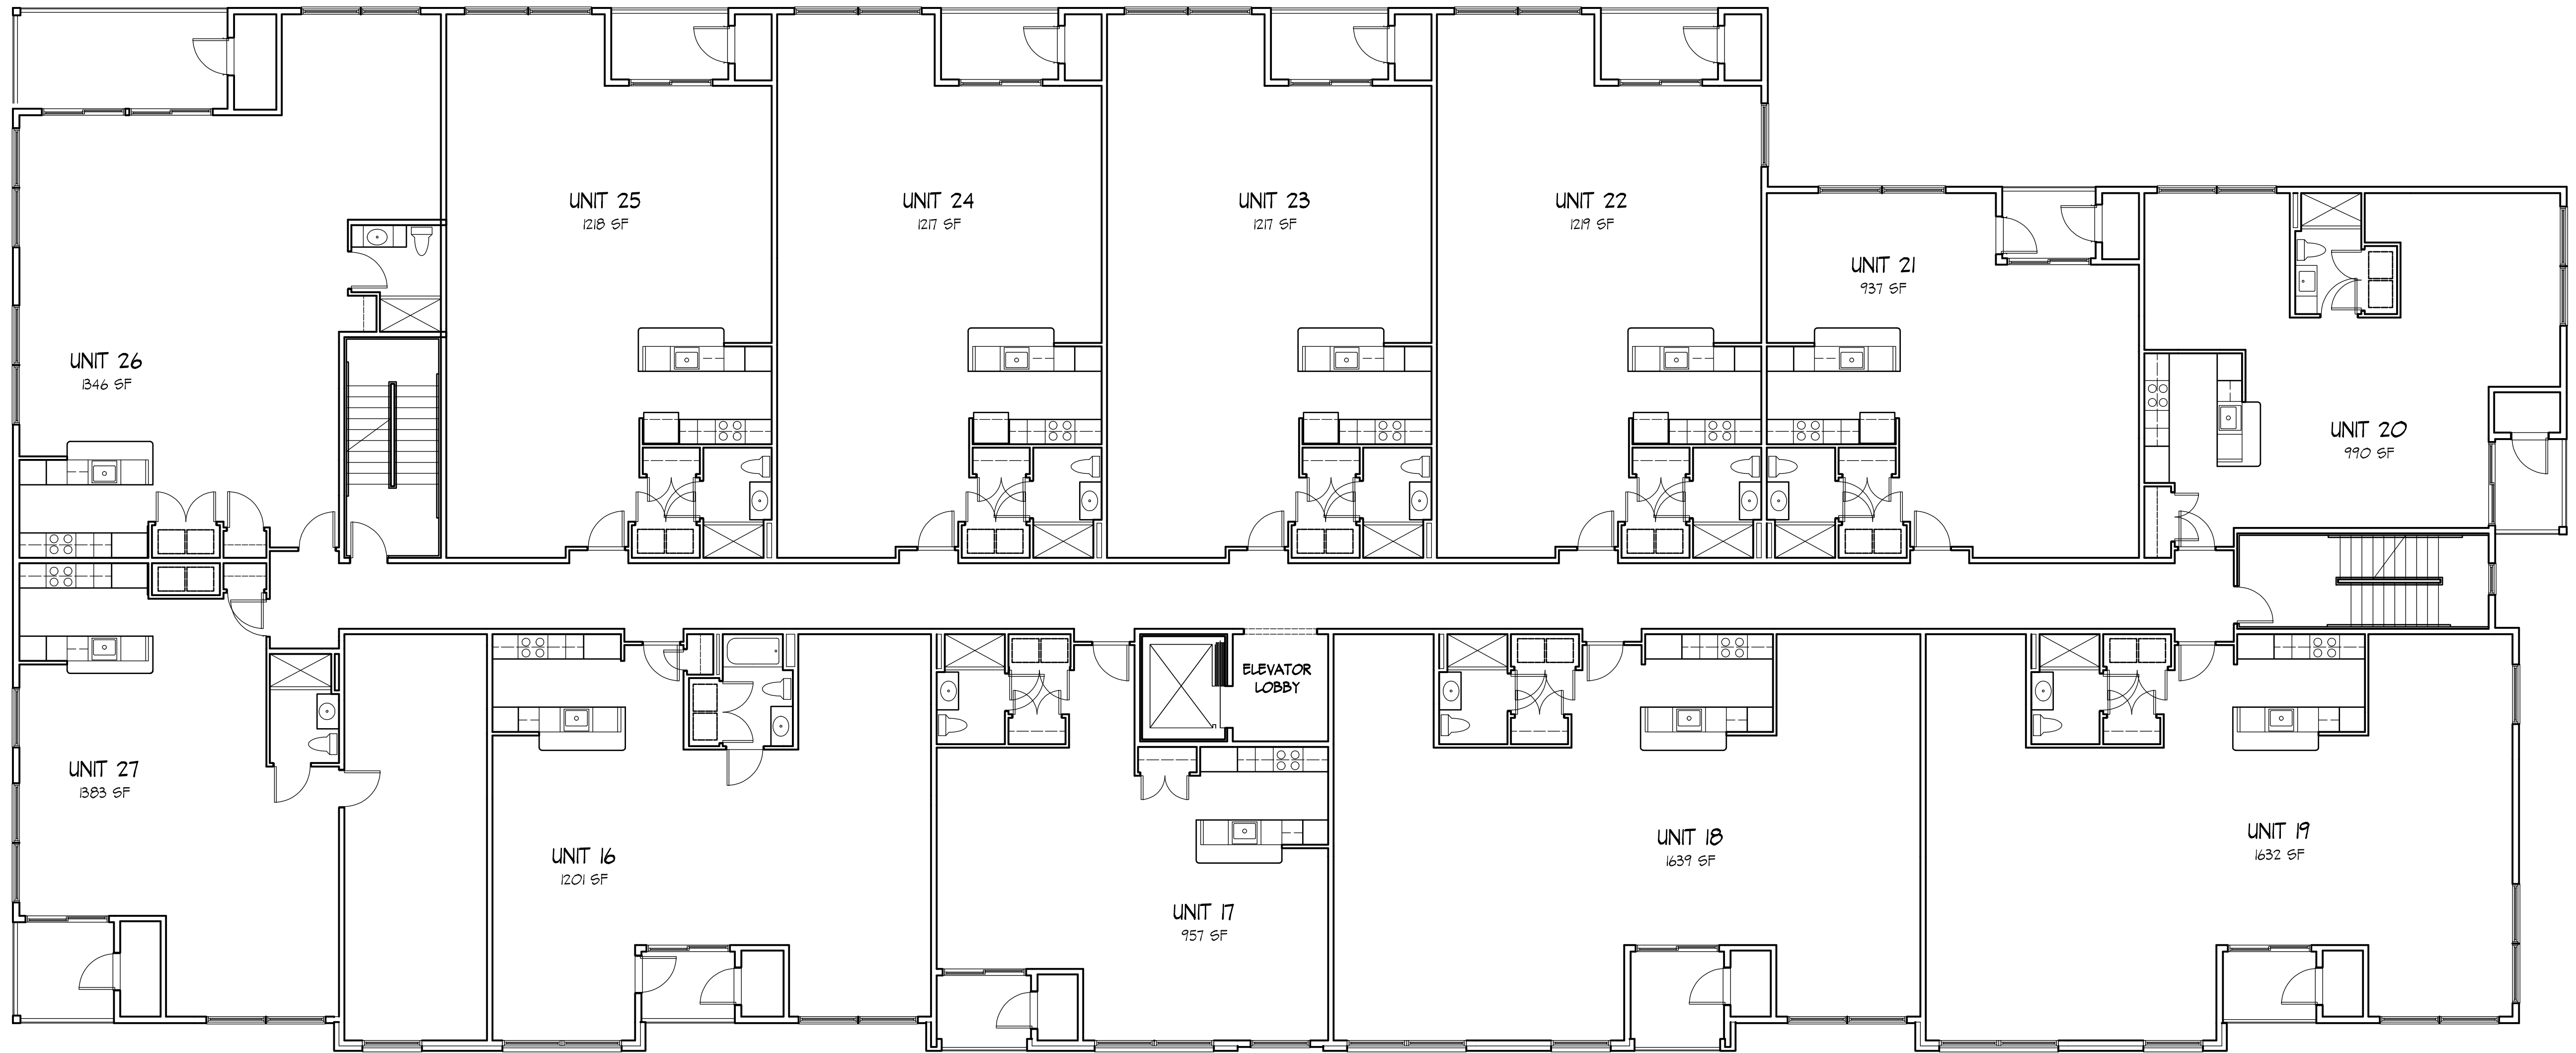 UNIT 25
1218 SF
UNIT 24
1217 SF
UNIT 23
1217 SF
UNIT 22
1219 SF
UNIT 21
937 SF
UNIT 26
1346 SF
UNIT 20
990 SF
ELEVATOR
LOBBY
UNIT 27
1383 SF
UNIT 16
1201 SF
UNIT 17
957 SF
UNIT 18
1639 SF
UNIT 19
1632 SF